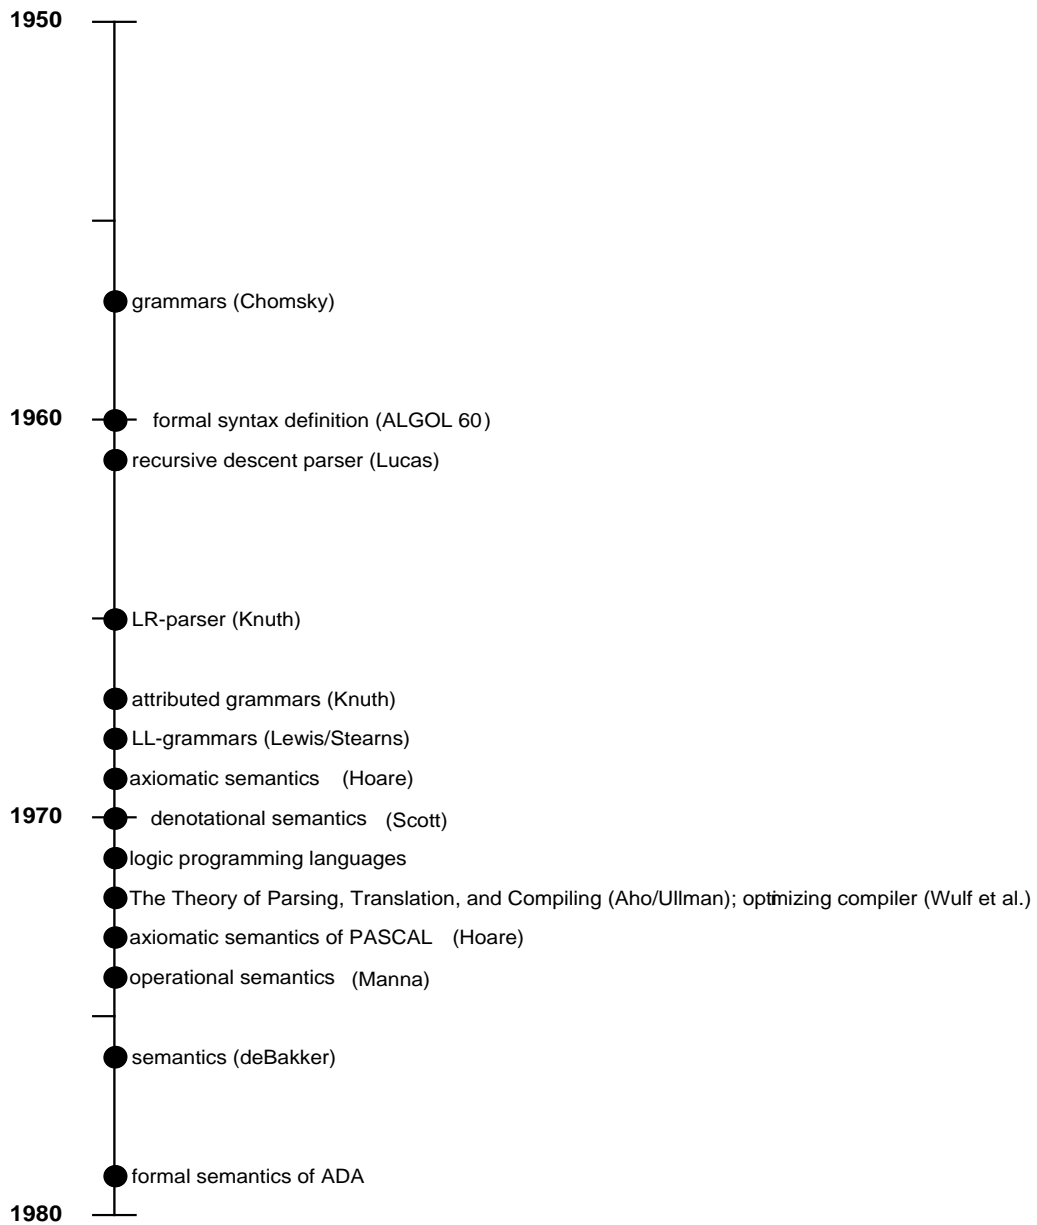 1950
grammars (Chomsky)
1960
formal syntax definition (ALGOL 60)
recursive descent parser (Lucas)
LR-parser (Knuth)
attributed grammars (Knuth)
LL-grammars (Lewis/Stearns)
axiomatic semantics (Hoare)
1970
denotational semantics (Scott)
logic programming languages
The Theory of Parsing, Translation, and Compiling (Aho/Ullman); optimizing compiler (Wulf et al.)
axiomatic semantics of PASCAL (Hoare)
operational semantics (Manna)
semantics (deBakker)
formal semantics of ADA
1980